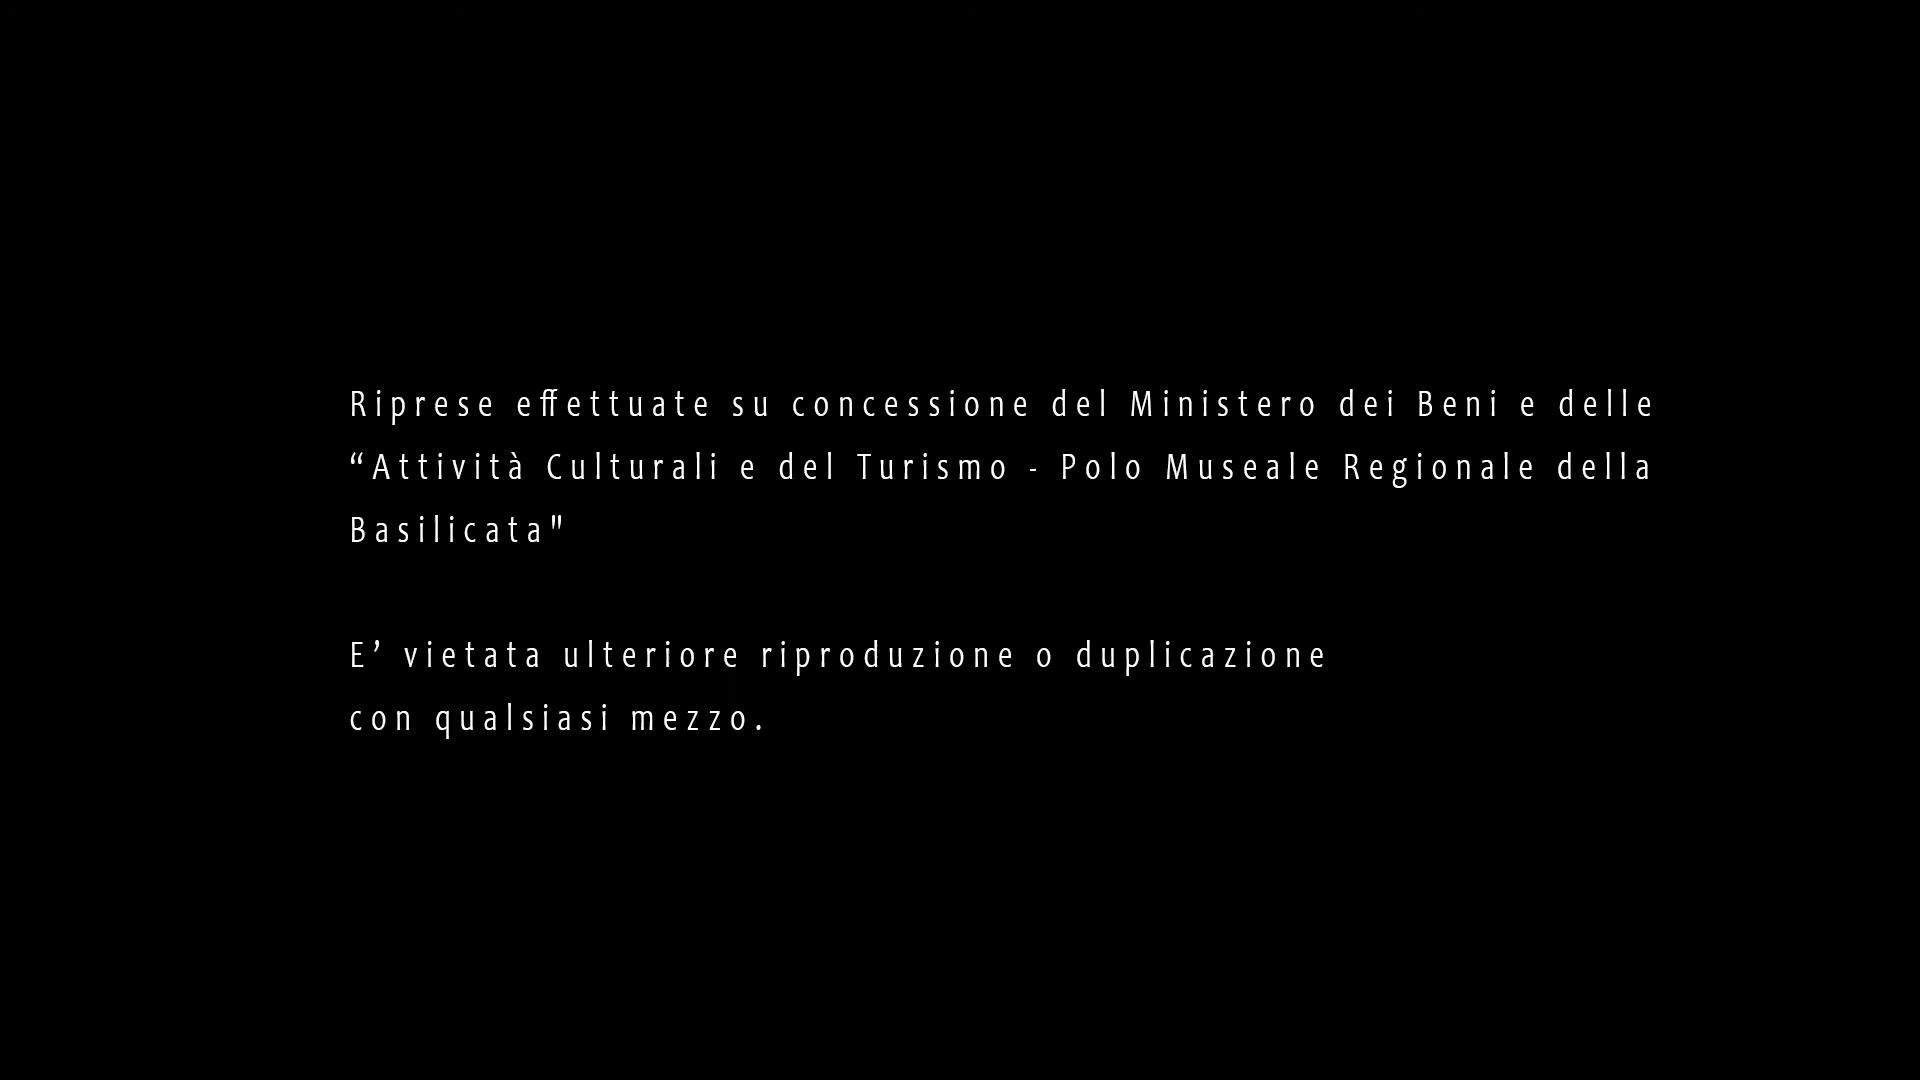 Riprese effettuate su concessione del Ministero dei Beni e delle
“Attività Culturali e del Turismo - Polo Museale Regionale della
Basilicata"
E’ vietata ulteriore riproduzione o duplicazione
con qualsiasi mezzo.